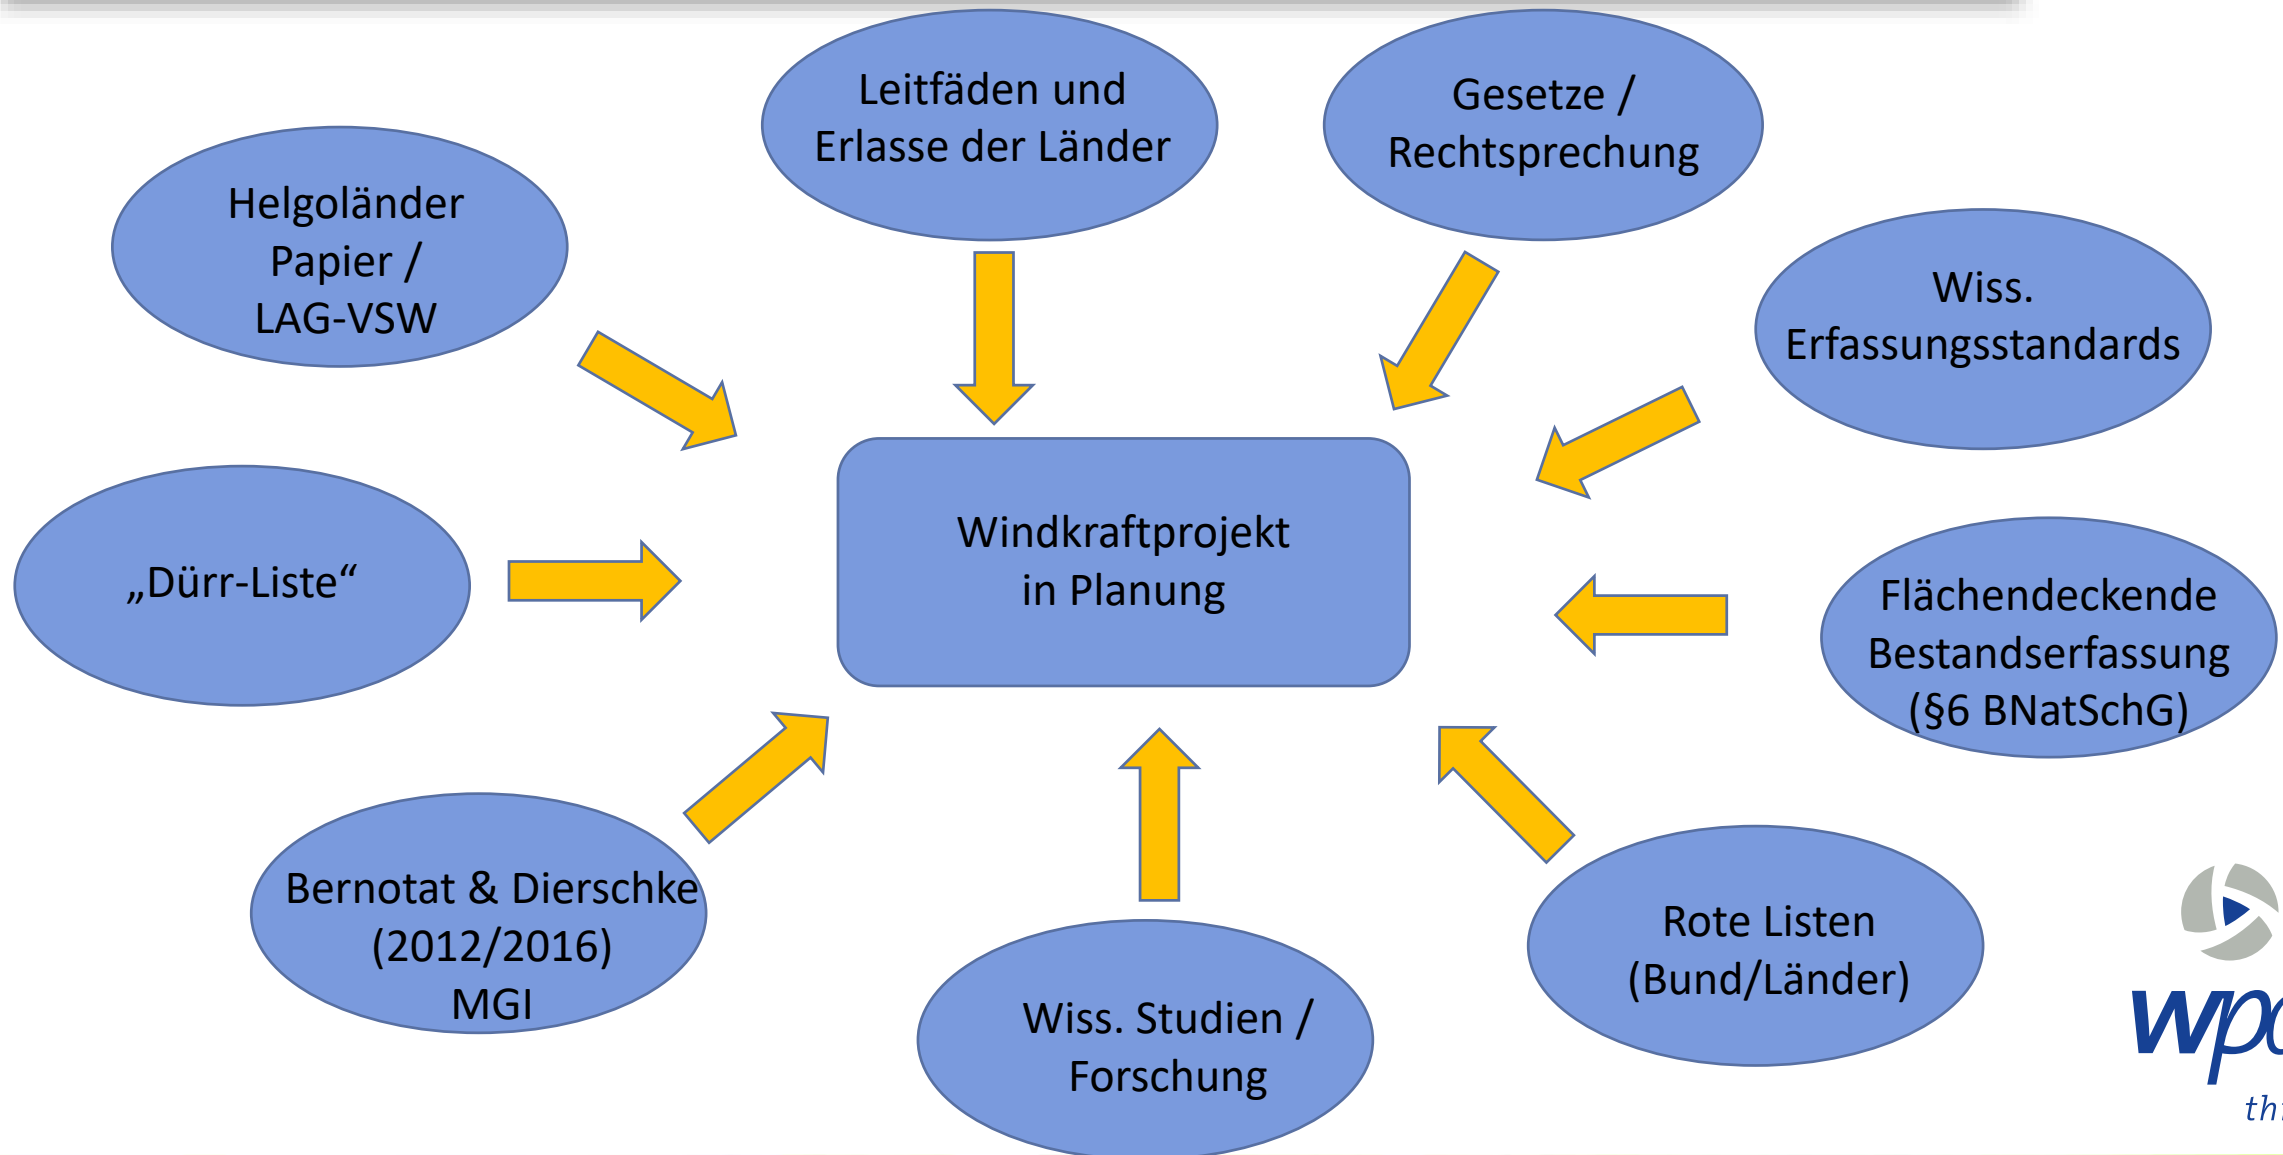 Leitfäden und
Erlasse der Länder
Gesetze /
Rechtsprechung
Helgoländer
Papier /
LAG-VSW
Wiss.
Erfassungsstandards
„Dürr-Liste“
Windkraftprojekt
in Planung
Flächendeckende
Bestandserfassung
(§6 BNatSchG)
Bernotat & Dierschke
(2012/2016)
MGI
Wiss. Studien /
Forschung
Rote Listen
(Bund/Länder)